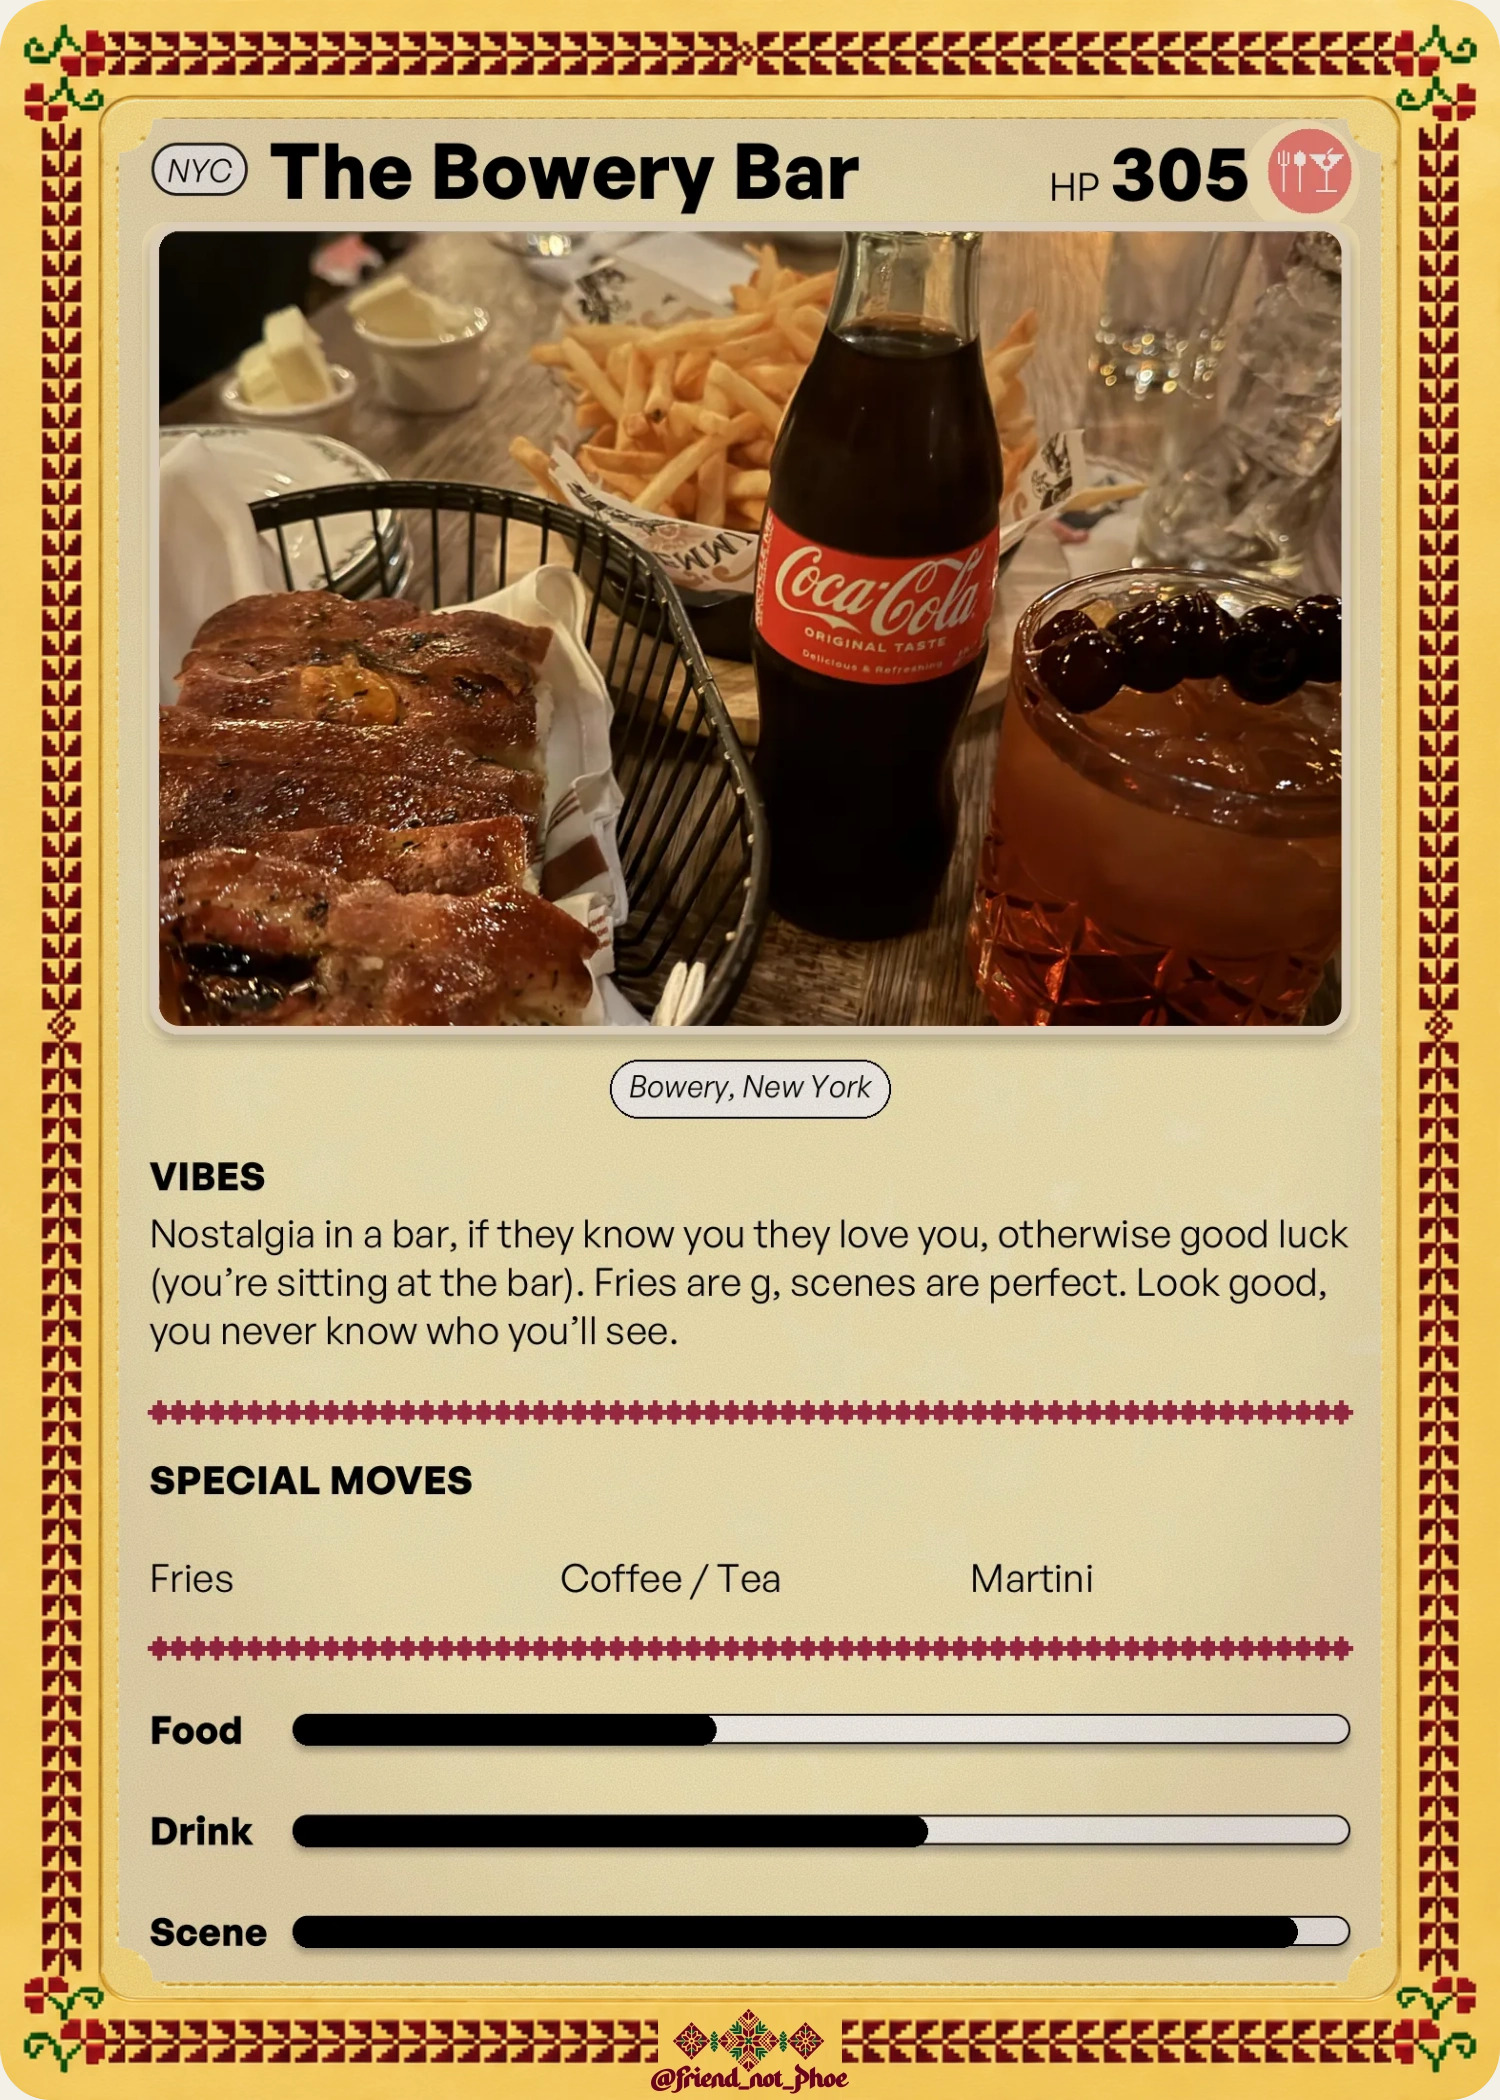 NYC The Bowery Bar HP 305
Coca-Cola
ORIGINAL TASTE
Delicious & Refreshing
Bowery, New York
VIBES
Nostalgia in a bar, if they know you they love you, otherwise good luck
(you’re sitting at the bar). Fries are g, scenes are perfect. Look good,
you never know who you’ll see.
SPECIAL MOVES
Fries Coffee / Tea Martini
Food
Drink
Scene
@friend_not_Phoe